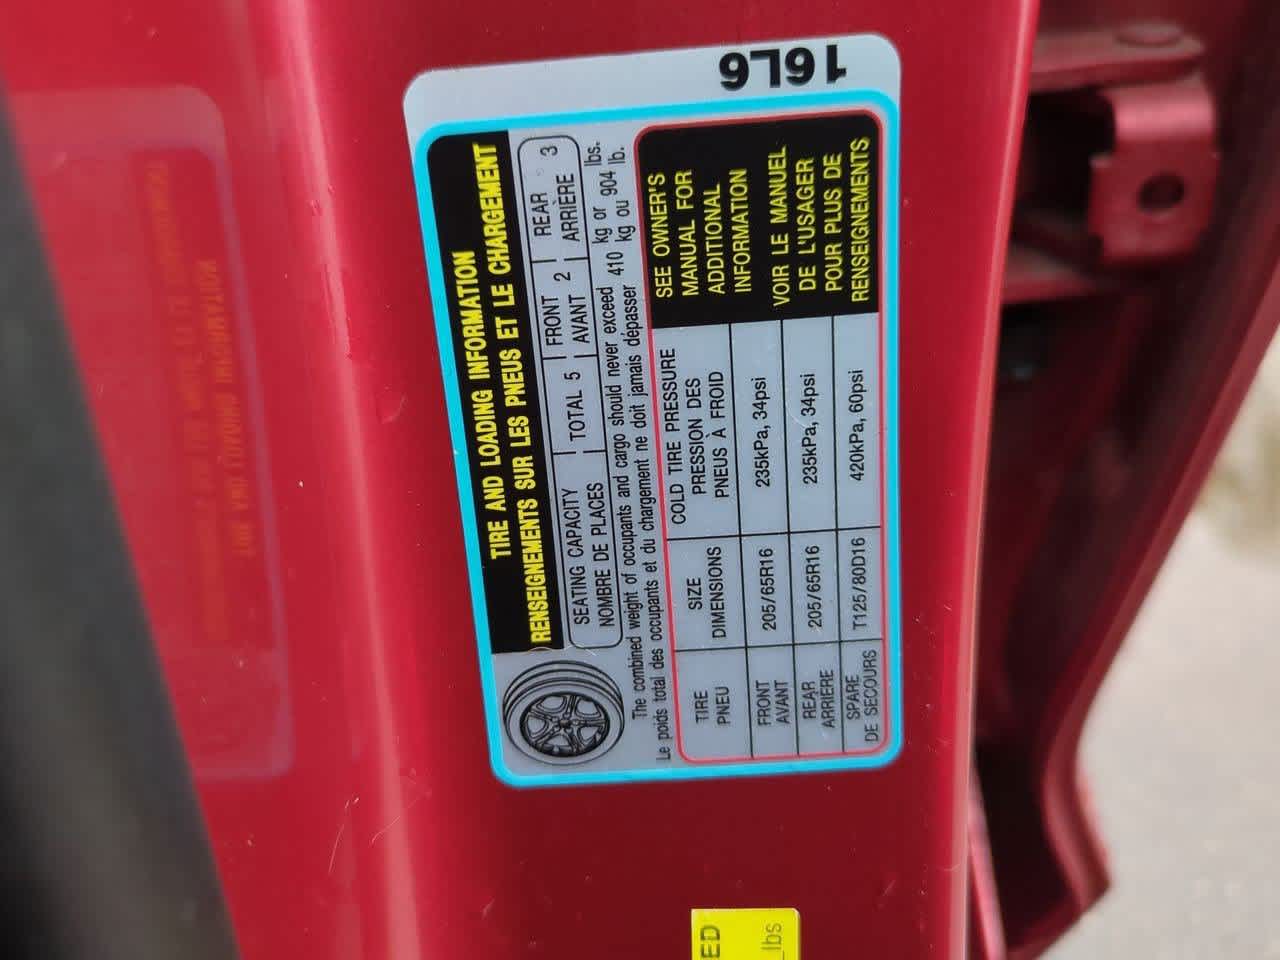 16L6
TIRE AND LOADING INFORMATION
RENSEIGNEMENTS SUR LES PNEUS ET LE CHARGEMENT
SEATING CAPACITY
NOMBRE DE PLACES
TOTAL 5
FRONT
AVANT 2
REAR
ARRIÈRE 3
The combined weight of occupants and cargo should never exceed 410 kg or 904 lbs.
Le poids total des occupants et du chargement ne doit jamais dépasser 410 kg ou 904 lb.
TIRE
PNEU
SIZE
DIMENSIONS
COLD TIRE PRESSURE
PRESSION DES
PNEUS À FROID
FRONT
AVANT
205/65R16
235kPa, 34psi
REAR
ARRIERE
205/65R16
235kPa, 34psi
SPARE
DE SECOURS
T125/80D16
420kPa, 60psi
SEE OWNER'S
MANUAL FOR
ADDITIONAL
INFORMATION
VOIR LE MANUEL
DE L'USAGER
POUR PLUS DE
RENSEIGNEMENTS
ED
lbs